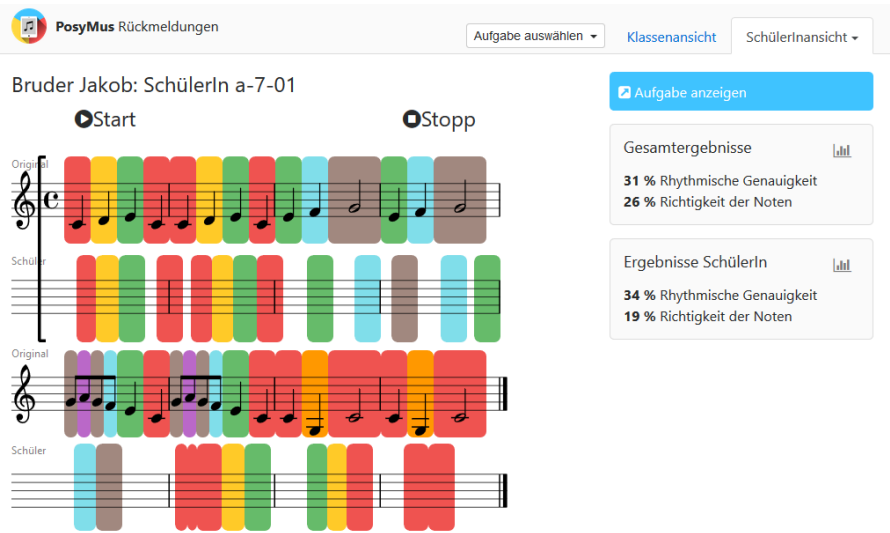 PosyMus Rückmeldungen
Aufgabe auswählen
Klassenansicht
SchülerInansicht
Bruder Jakob: SchülerIn a-7-01
Start
Stopp
Original
Schüler
Original
Schüler
Aufgabe anzeigen
Gesamtergebnisse
31 % Rhythmische Genauigkeit
26 % Richtigkeit der Noten
Ergebnisse SchülerIn
34 % Rhythmische Genauigkeit
19 % Richtigkeit der Noten